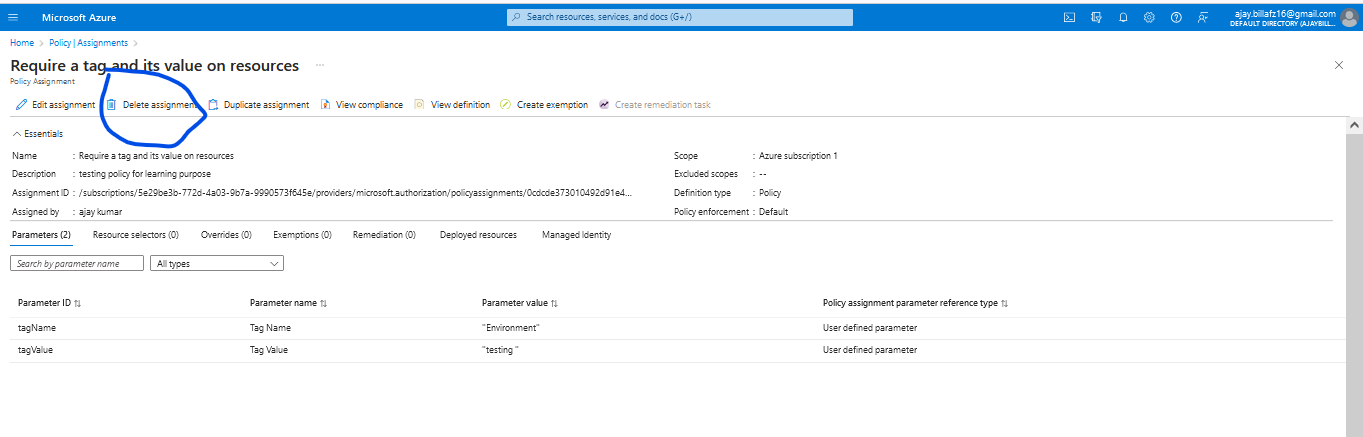 Microsoft Azure
Search resources, services, and docs (G+/)
ajay.billafz16@gmail.com
DEFAULT DIRECTORY (AJAYBILL...
Home > Policy | Assignments >
Require a tag and its value on resources ...
Policy Assignment
Edit assignment Delete assignment Duplicate assignment View compliance View definition Create exemption Create remediation task
Essentials
Name : Require a tag and its value on resources Scope : Azure subscription 1
Description : testing policy for learning purpose Excluded scopes : --
Assignment ID : /subscriptions/5e29be3b-772d-4a03-9b7a-9990573f645e/providers/microsoft.authorization/policyassignments/0cdcde373010492d91e4... Definition type : Policy
Assigned by : ajay kumar Policy enforcement : Default
Parameters (2) Resource selectors (0) Overrides (0) Exemptions (0) Remediation (0) Deployed resources Managed Identity
Search by parameter name All types
Parameter ID Parameter name Parameter value Policy assignment parameter reference type
tagName Tag Name "Environment" User defined parameter
tagValue Tag Value "testing " User defined parameter